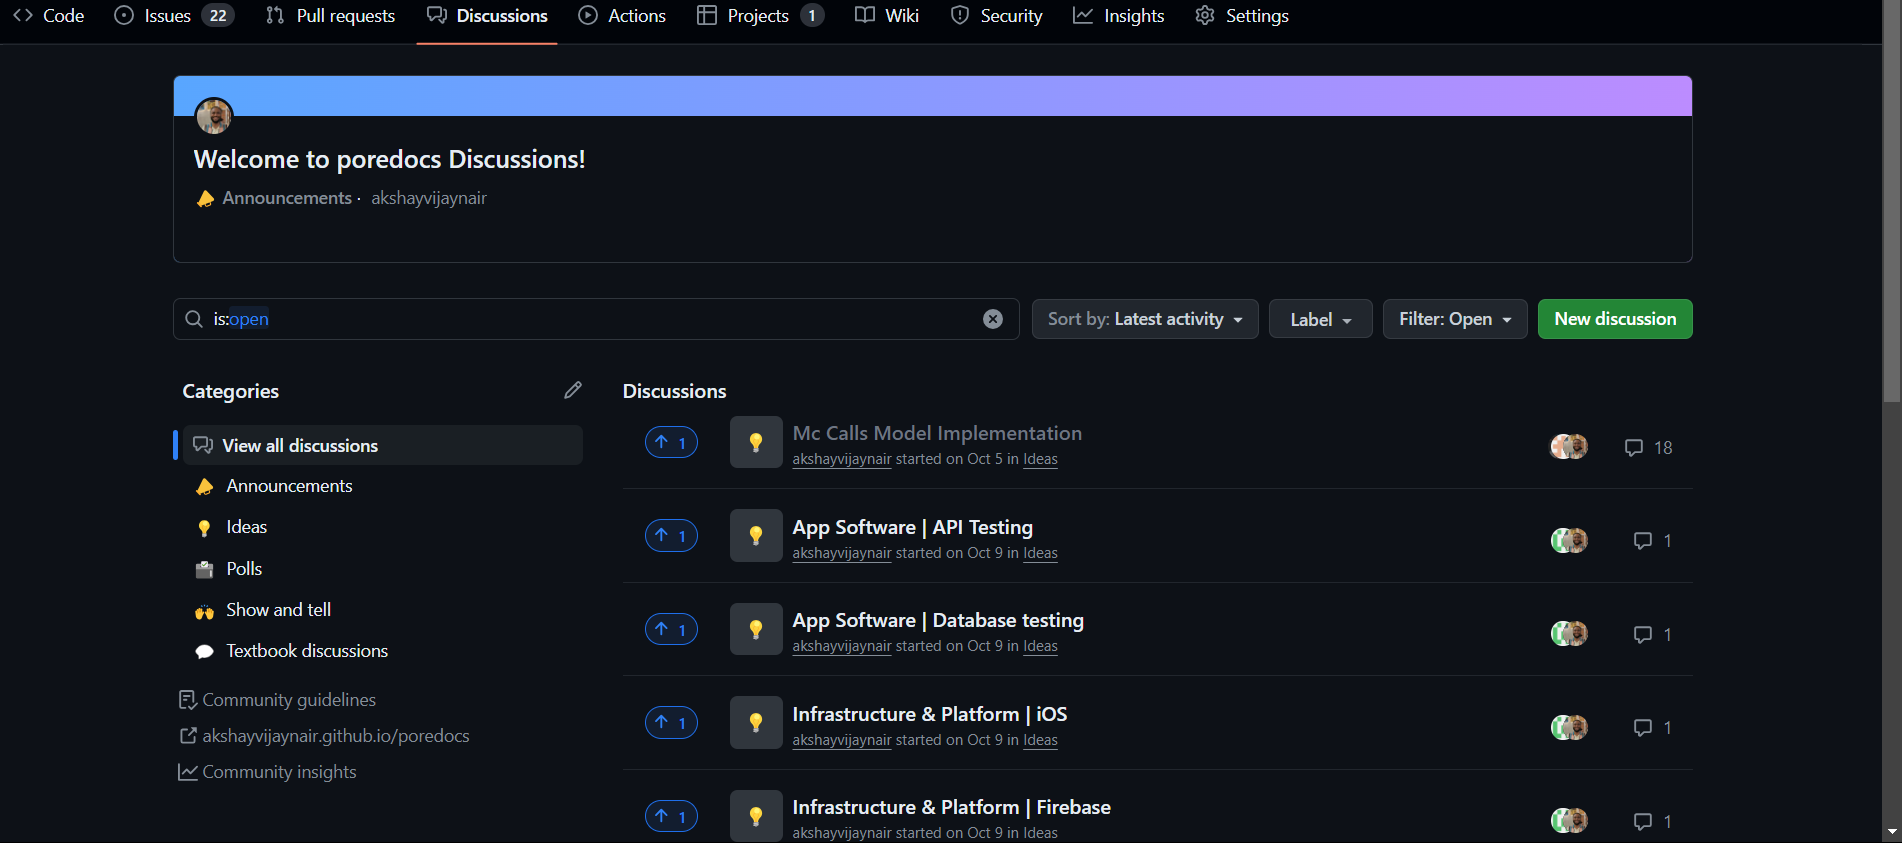 Code Issues 22 Pull requests Discussions Actions Projects 1 Wiki Security Insights Settings
Welcome to poredocs Discussions!
Announcements · akshayvijaynair
is:open
Sort by: Latest activity Label Filter: Open New discussion
Categories
View all discussions
Announcements
Ideas
Polls
Show and tell
Textbook discussions
Community guidelines
akshayvijaynair.github.io/poredocs
Community insights
Discussions
1 Mc Calls Model Implementation 18
akshayvijaynair started on Oct 5 in Ideas
1 App Software | API Testing 1
akshayvijaynair started on Oct 9 in Ideas
1 App Software | Database testing 1
akshayvijaynair started on Oct 9 in Ideas
1 Infrastructure & Platform | iOS 1
akshayvijaynair started on Oct 9 in Ideas
1 Infrastructure & Platform | Firebase 1
akshayvijaynair started on Oct 9 in Ideas